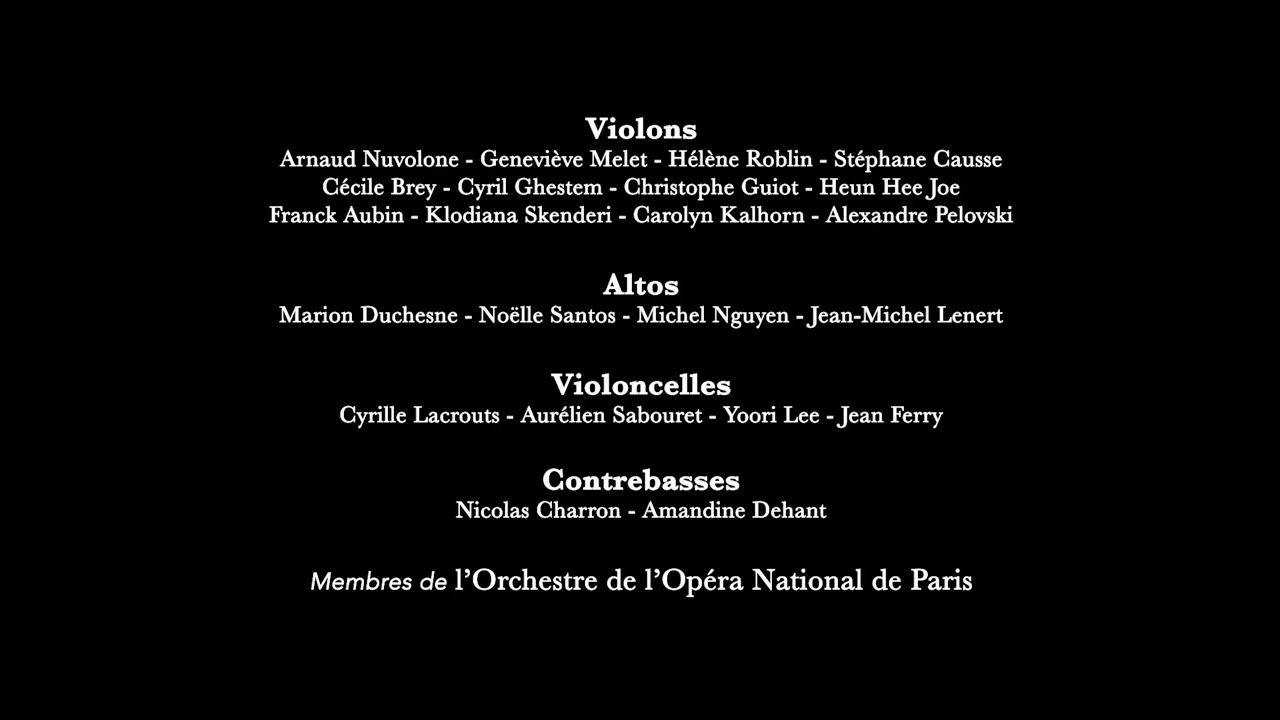 Violons
Arnaud Nuvolone - Geneviève Melet - Hélène Roblin - Stéphane Causse
Cécile Brey - Cyril Ghestem - Christophe Guiot - Heun Hee Joe
Franck Aubin - Klodiana Skenderi - Carolyn Kalhorn - Alexandre Pelovski
Altos
Marion Duchesne - Noëlle Santos - Michel Nguyen - Jean-Michel Lenert
Violoncelles
Cyrille Lacrouts - Aurélien Sabouret - Yoori Lee - Jean Ferry
Contrebasses
Nicolas Charron - Amandine Dehant
Membres de l’Orchestre de l’Opéra National de Paris